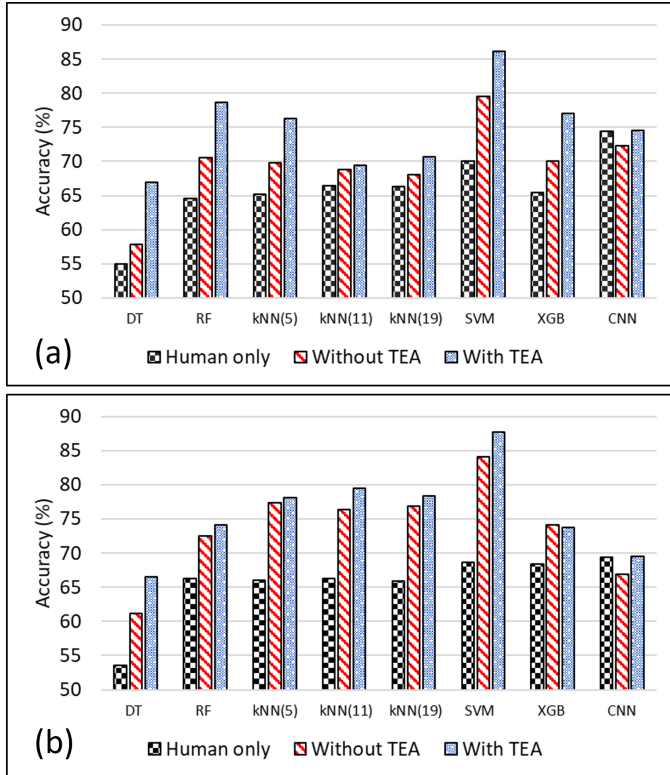 90
85
80
75
70
65
60
55
50
Accuracy (%)
DT RF kNN(5) kNN(11) kNN(19) SVM XGB CNN
(a)
Human only Without TEA With TEA
90
85
80
75
70
65
60
55
50
Accuracy (%)
DT RF kNN(5) kNN(11) kNN(19) SVM XGB CNN
(b)
Human only Without TEA With TEA